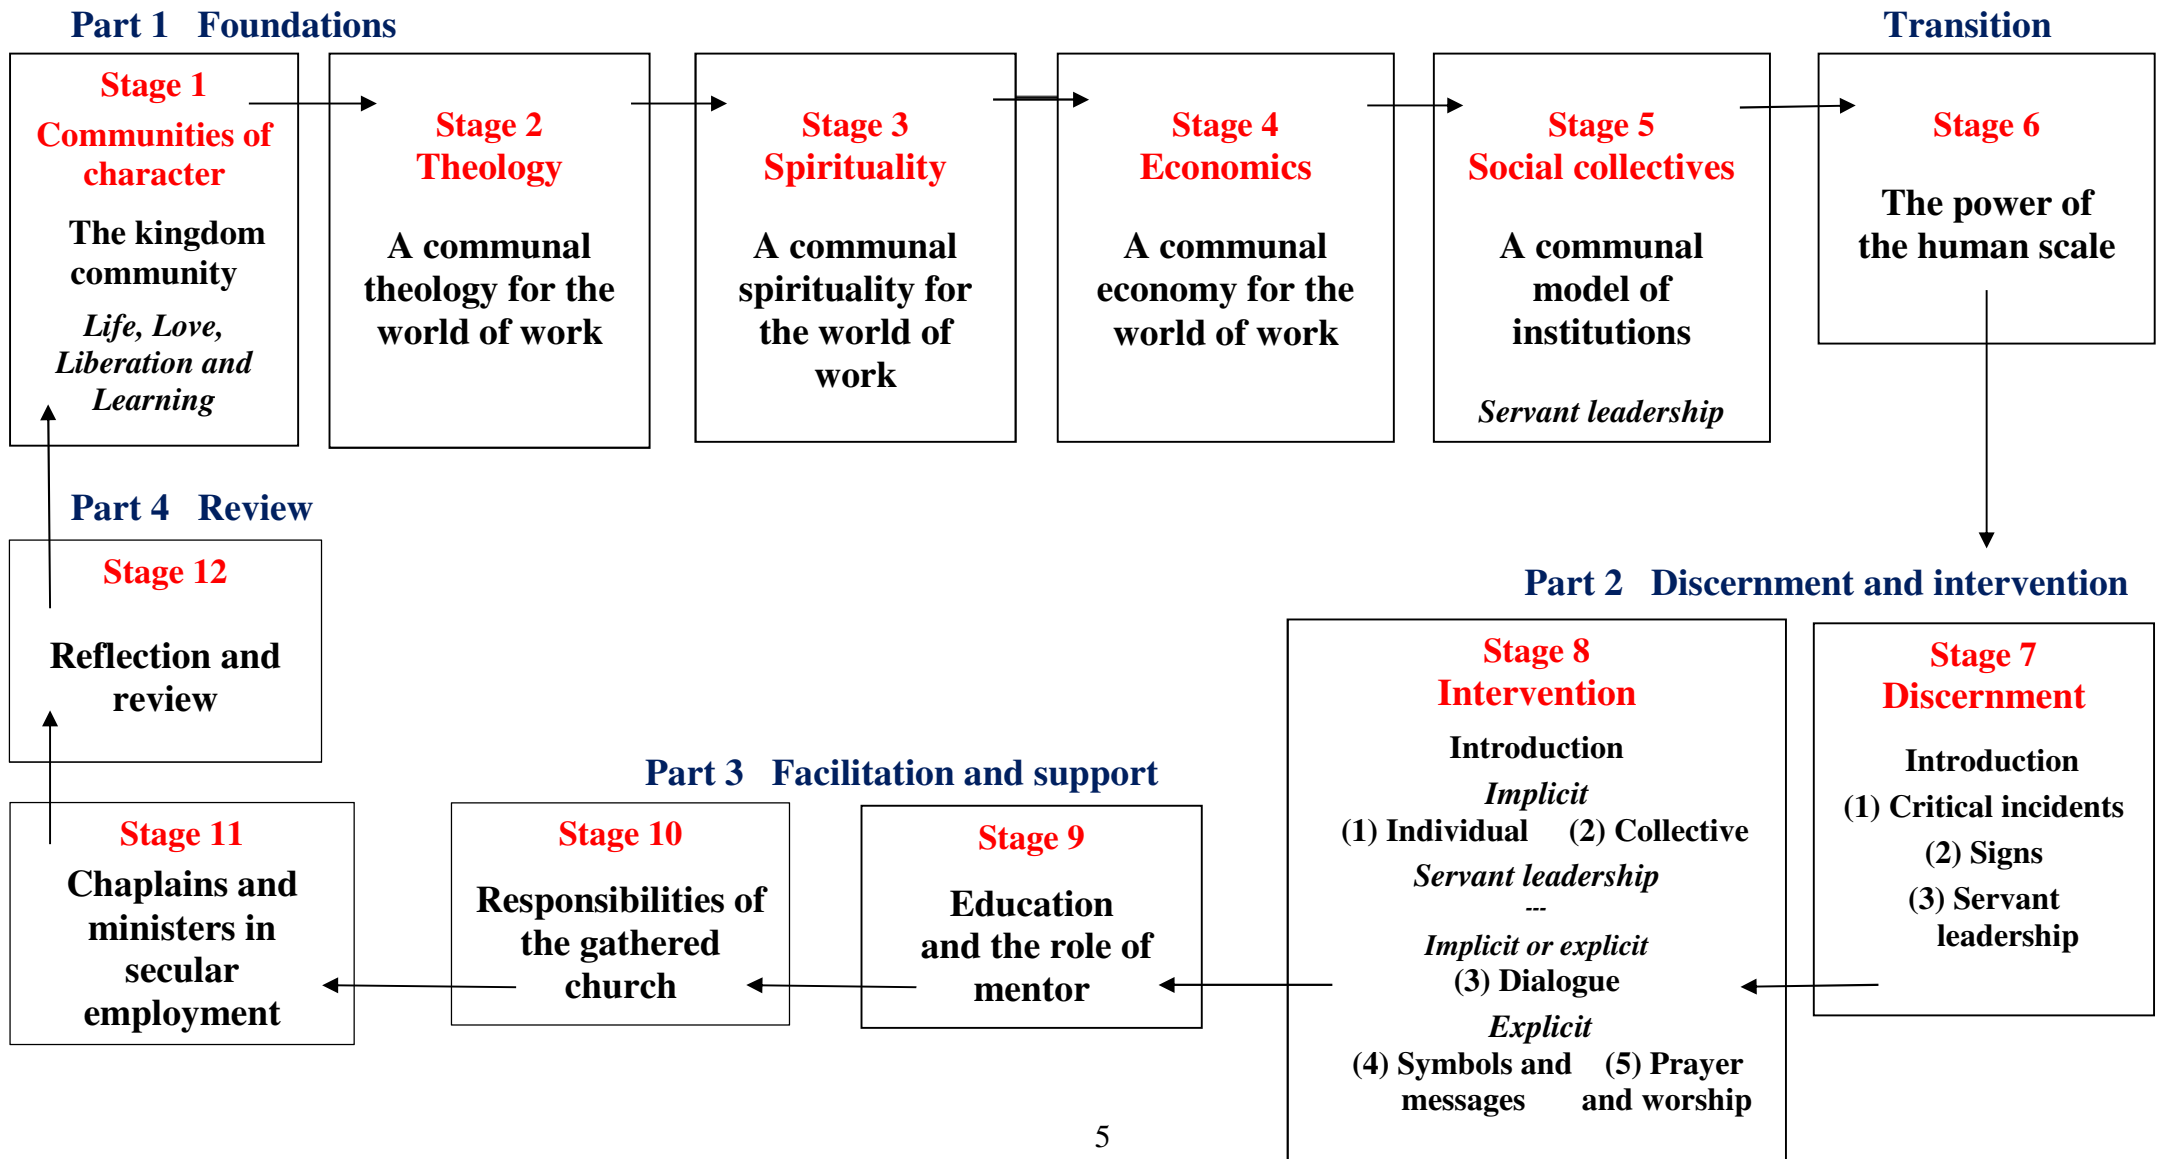 Part 1   Foundations
Transition
Stage 1
Communities of
character
The kingdom
community
Life, Love,
Liberation and
Learning
Stage 2
Theology
A communal
theology for the
world of work
Stage 3
Spirituality
A communal
spirituality for
the world of
work
Stage 4
Economics
A communal
economy for the
world of work
Stage 5
Social collectives
A communal
model of
institutions
Servant leadership
Stage 6
The power of
the human scale
Part 2   Discernment and intervention
Stage 7
Discernment
Introduction
(1) Critical incidents
(2) Signs
(3) Servant
leadership
Stage 8
Intervention
Introduction
Implicit
(1) Individual     (2) Collective
Servant leadership
---
Implicit or explicit
(3) Dialogue
Explicit
(4) Symbols and    (5) Prayer
messages       and worship
Part 3   Facilitation and support
Stage 9
Education
and the role of
mentor
Stage 10
Responsibilities of
the gathered
church
Stage 11
Chaplains and
ministers in
secular
employment
Part 4   Review
Stage 12
Reflection and
review
5